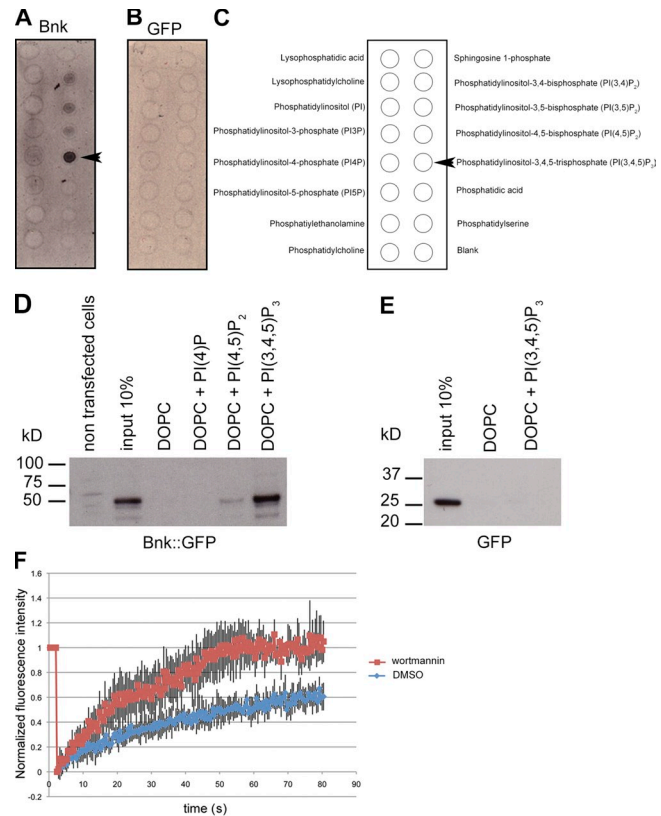 A
Bnk
B
GFP
C
Lysophosphatidic acid
Lysophosphatidylcholine
Phosphatidylinositol (PI)
Phosphatidylinositol-3-phosphate (PI3P)
Phosphatidylinositol-4-phosphate (PI4P)
Phosphatidylinositol-5-phosphate (PI5P)
Phosphatiylethanolamine
Phosphatidylcholine
Sphingosine 1-phosphate
Phosphatidylinositol-3,4-bisphosphate (PI(3,4)P2)
Phosphatidylinositol-3,5-bisphosphate (PI(3,5)P2)
Phosphatidylinositol-4,5-bisphosphate (PI(4,5)P2)
Phosphatidylinositol-3,4,5-trisphosphate (PI(3,4,5)P2)
Phosphatidic acid
Phosphatidylserine
Blank
D
non transfected cells
input 10%
DOPC
DOPC + PI(4)P
DOPC + PI(4,5)P2
DOPC + PI(3,4,5)P3
kD
100
75
50
Bnk::GFP
E
input 10%
DOPC
DOPC + PI(3,4,5)P3
kD
37
25
20
GFP
F
Normalized fluorescence intensity
1.6
1.4
1.2
1
0.8
0.6
0.4
0.2
0
-0.2
0 10 20 30 40 50 60 70 80 90
time (s)
wortmannin
DMSO